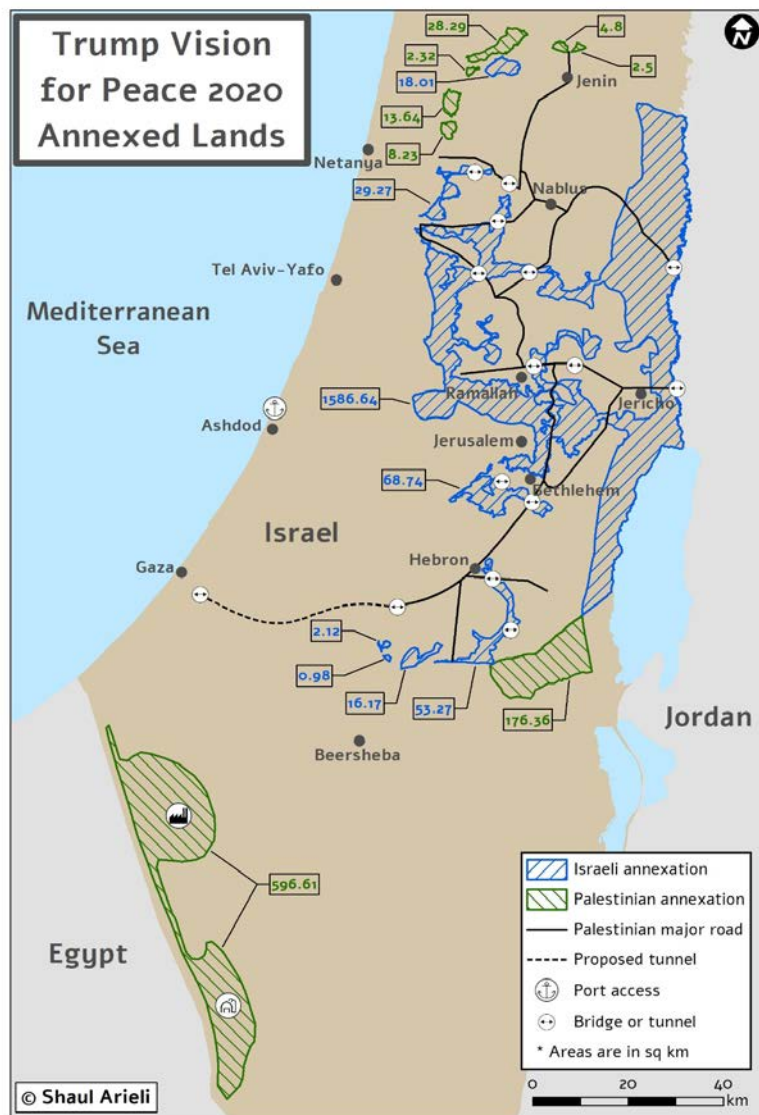 Trump Vision
for Peace 2020
Annexed Lands
N
28.29
4.8
2.32
2.5
18.01
Jenin
13.64
8.23
Netanya
29.27
Nablus
Tel Aviv-Yafo
Mediterranean
Sea
1586.64
Ramallah
Jericho
Ashdod
Jerusalem
68.74
Bethlehem
Israel
Hebron
Gaza
2.12
0.98
16.17
53.27
176.36
Jordan
Beersheba
596.61
Egypt
Israeli annexation
Palestinian annexation
Palestinian major road
Proposed tunnel
Port access
Bridge or tunnel
* Areas are in sq km
0 20 40
km
© Shaul Arieli